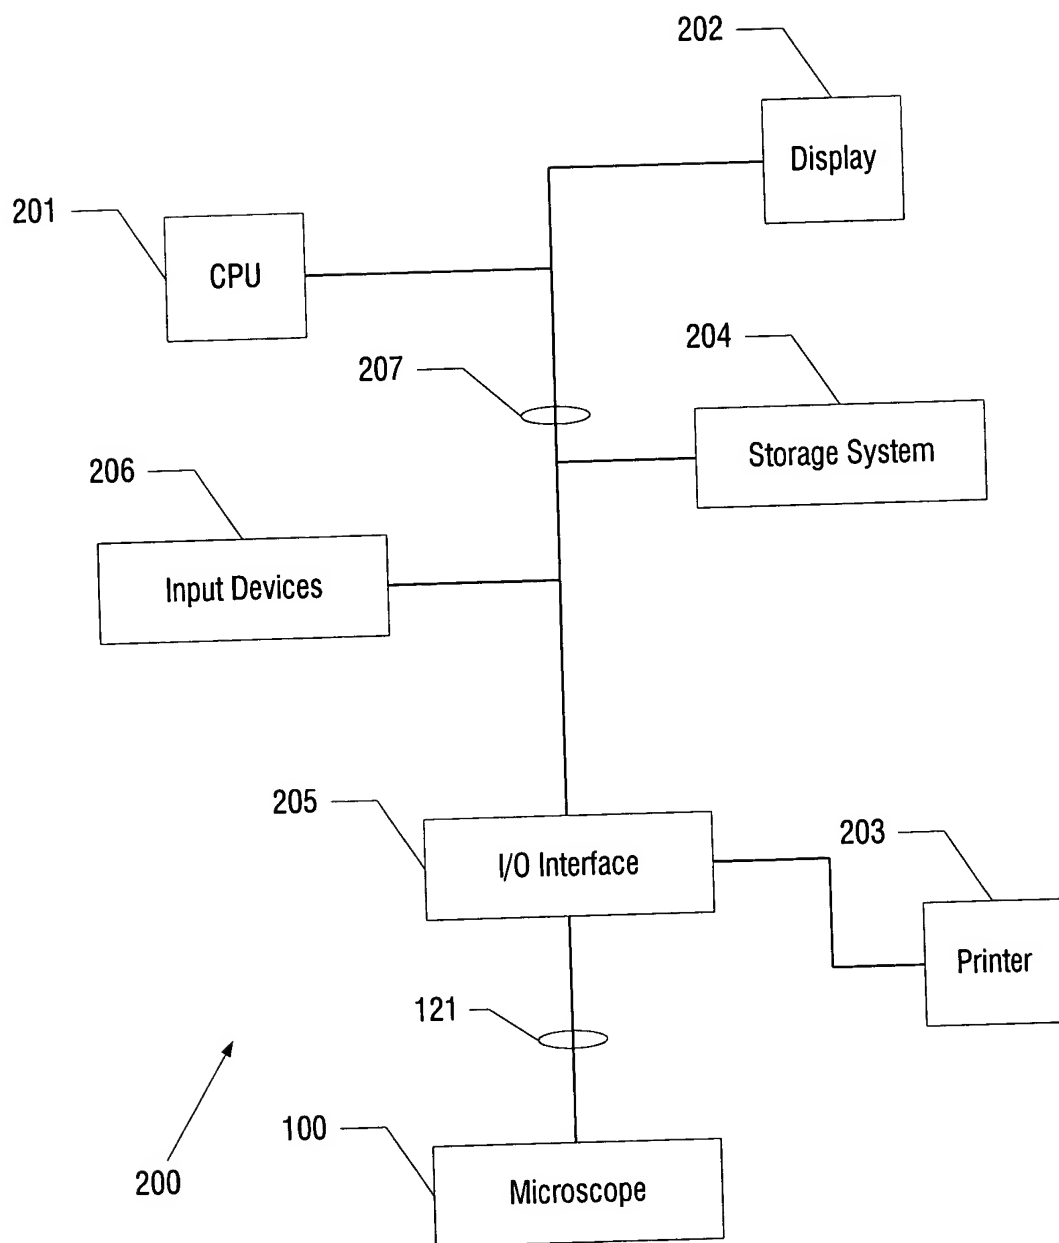 202
Display
201
CPU
204
207
Storage System
206
Input Devices
205
203
I/O Interface
Printer
121
100
200
Microscope